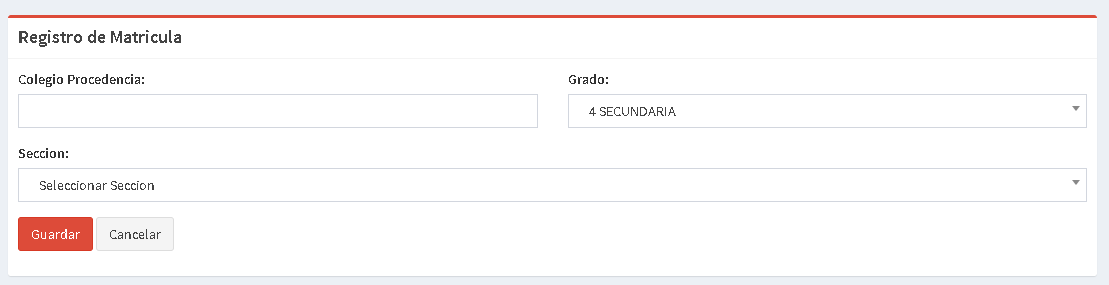 Registro de Matricula
Colegio Procedencia:
Grado:
4 SECUNDARIA
Seccion:
Seleccionar Seccion
Guardar Cancelar